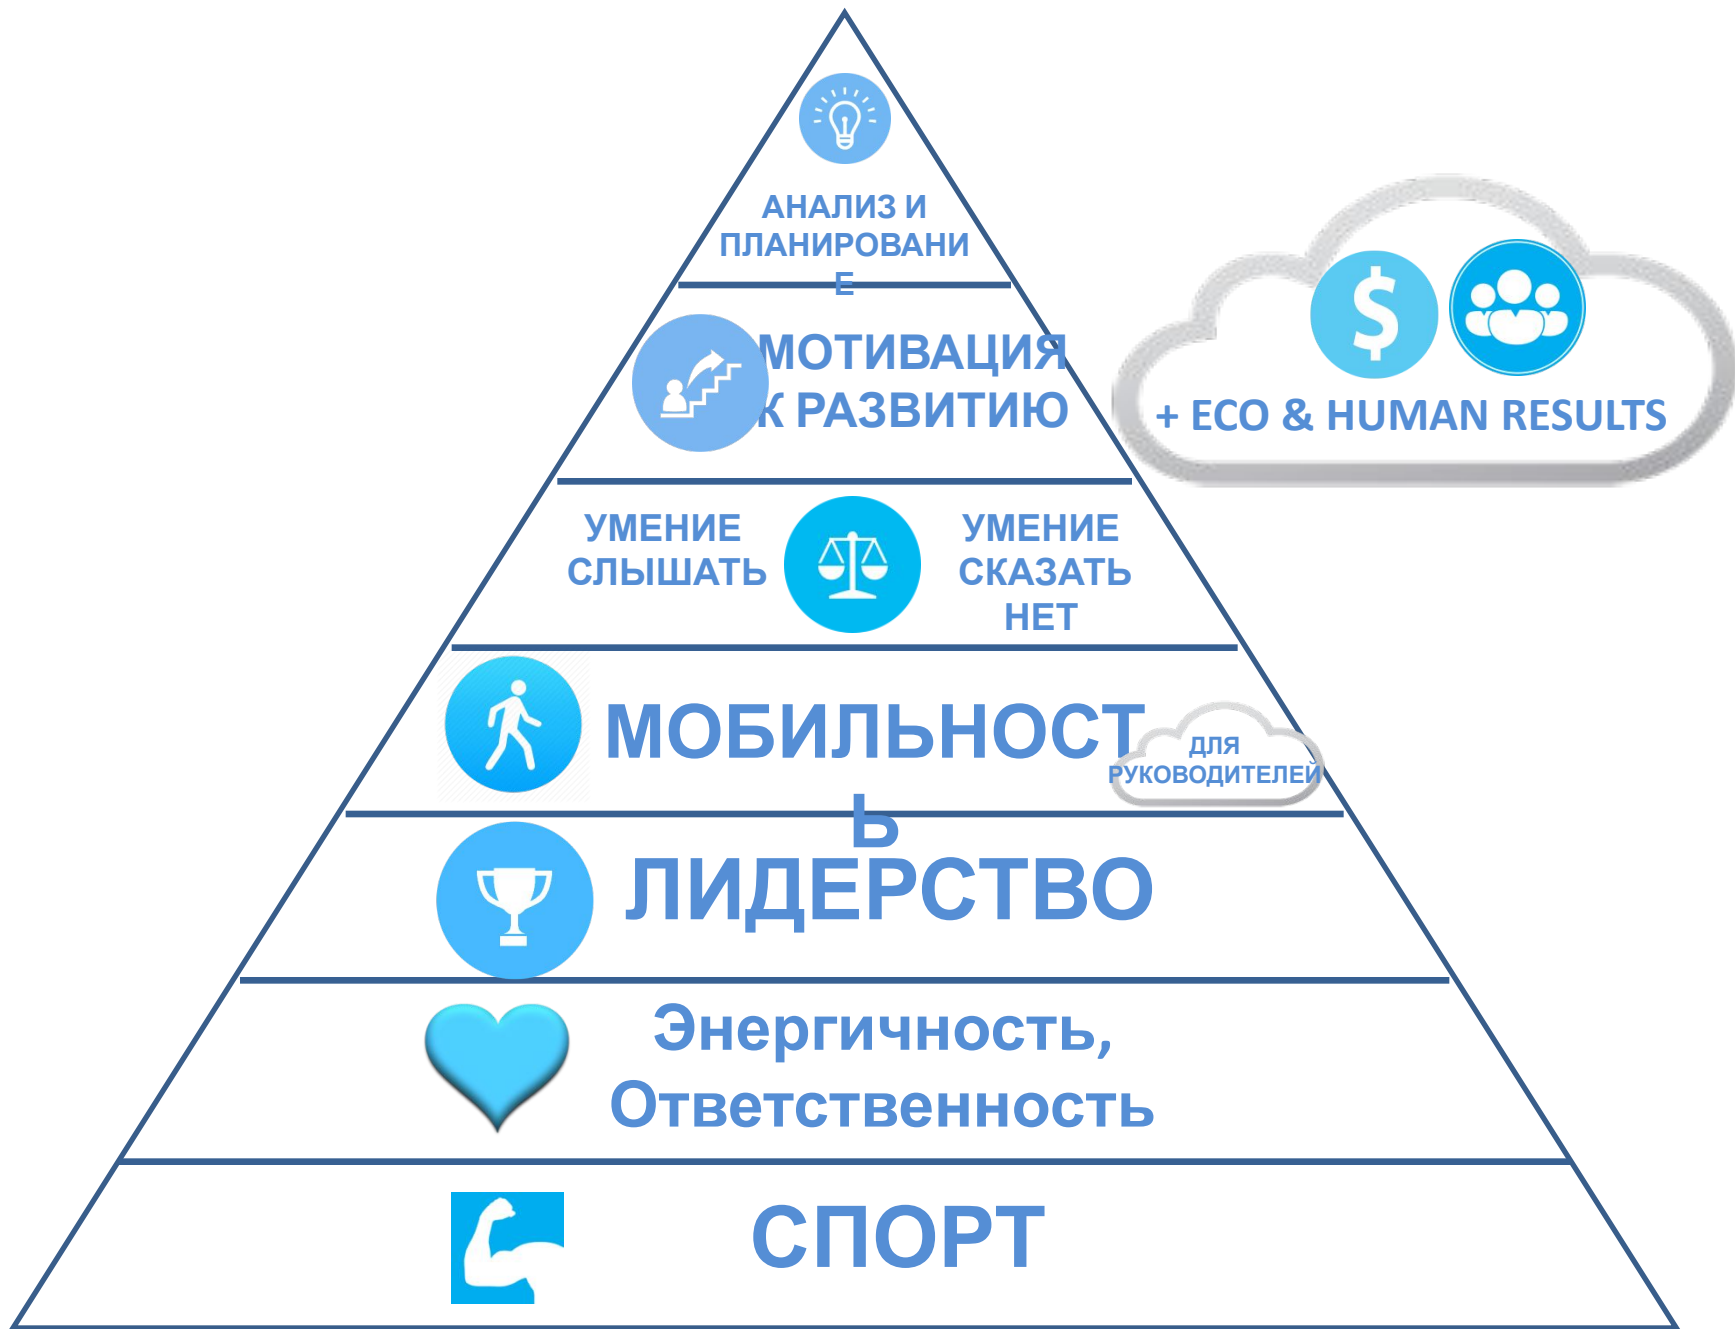 АНАЛИЗ И
ПЛАНИРОВАНИ
Е
МОТИВАЦИЯ
К РАЗВИТИЮ
$
+ ECO & HUMAN RESULTS
УМЕНИЕ
СЛЫШАТЬ
УМЕНИЕ
СКАЗАТЬ
НЕТ
МОБИЛЬНОСТ
Ь
ДЛЯ
РУКОВОДИТЕЛЕЙ
ЛИДЕРСТВО
Энергичность,
Ответственность
СПОРТ